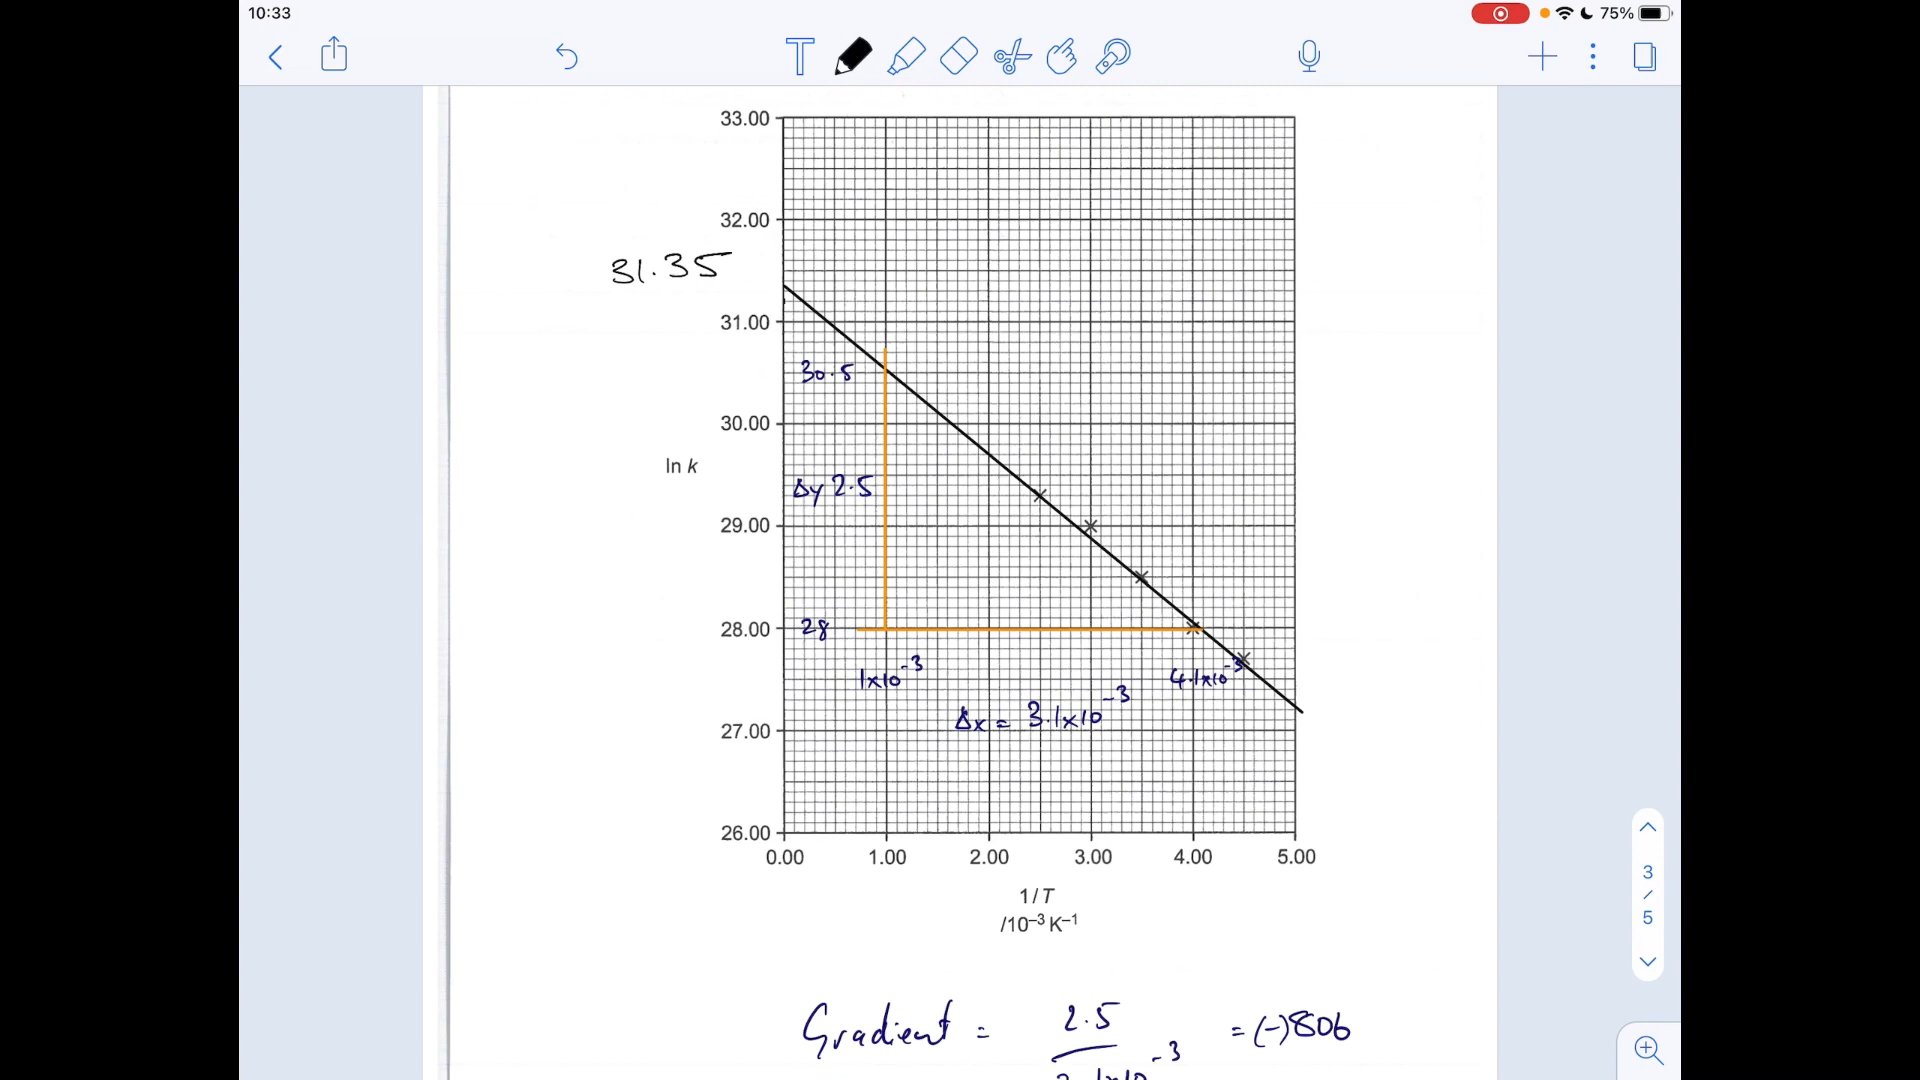 10:33
75%
T
33.00
32.00
31.35
31.00
30.5
30.00
ln k
Δy 2.5
29.00
28.00
28
1x10⁻³
4.1x10⁻³
Δx = 3.1x10⁻³
27.00
26.00
0.00 1.00 2.00 3.00 4.00 5.00
1/T
/10⁻³ K⁻¹
3
/
5
Gradient = 2.5 = (-)806